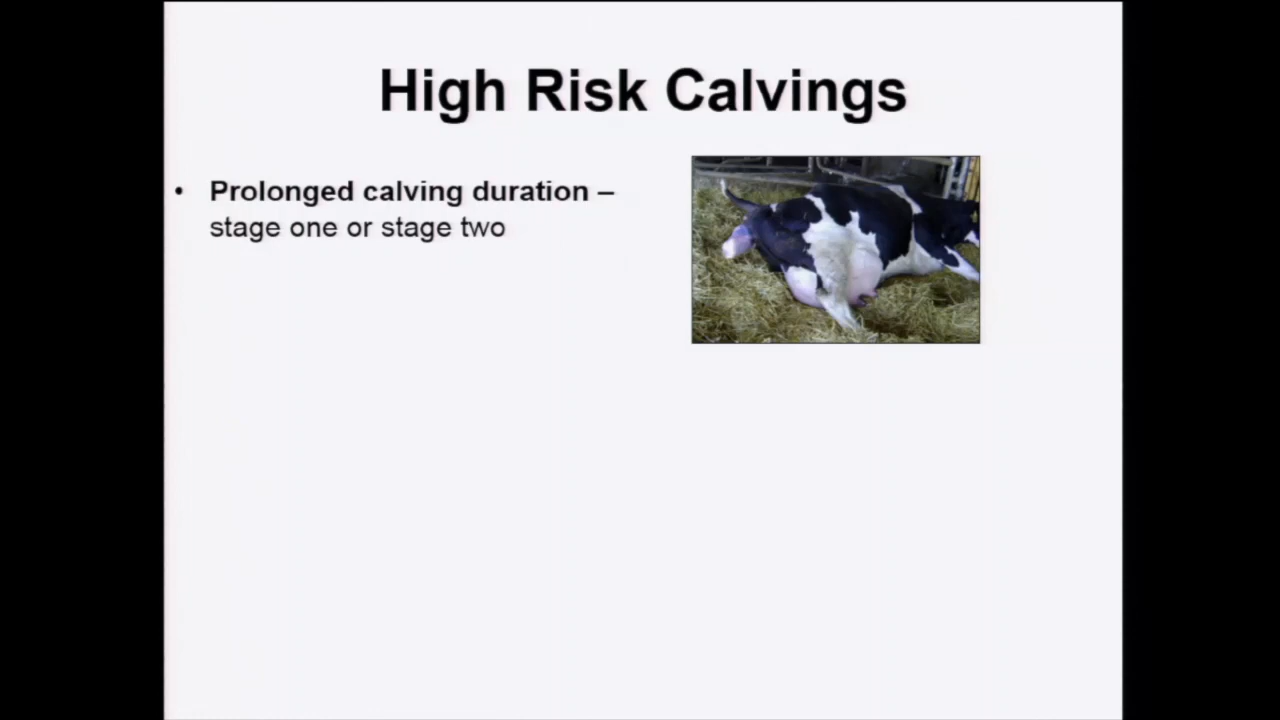 High Risk Calvings
• Prolonged calving duration –
stage one or stage two